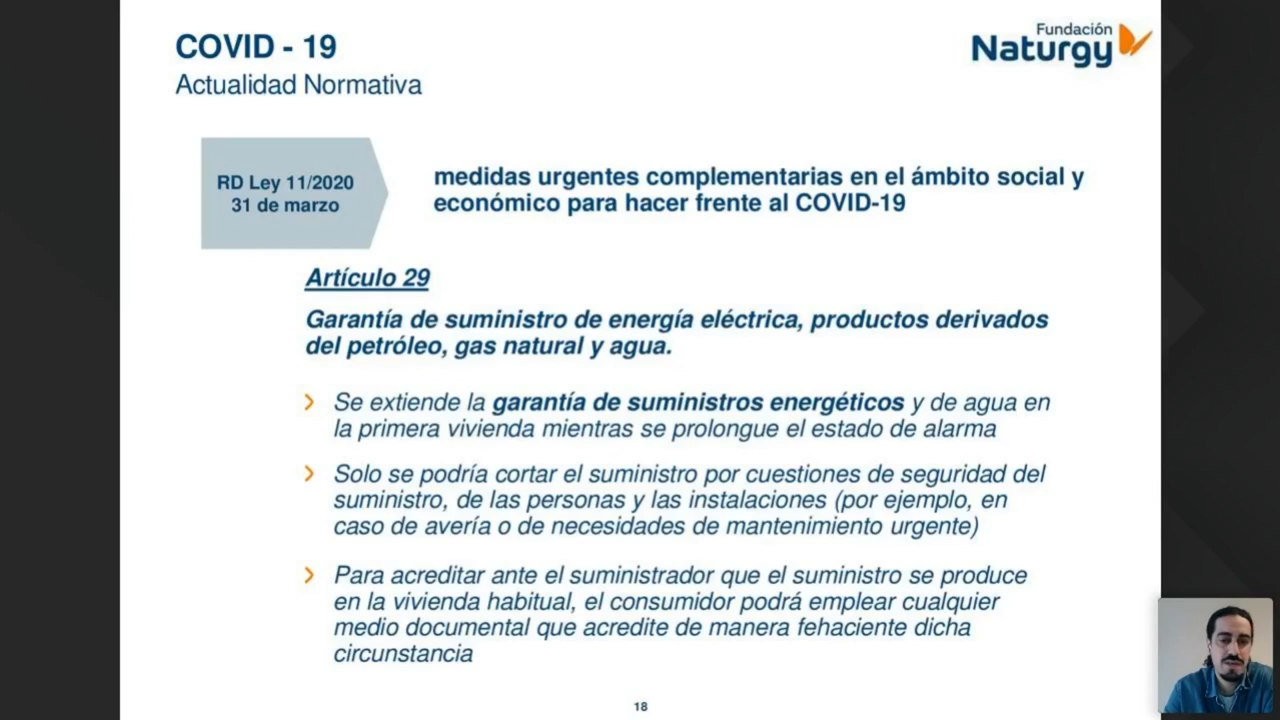 COVID - 19
Actualidad Normativa
Fundación
Naturgy
RD Ley 11/2020
31 de marzo
medidas urgentes complementarias en el ámbito social y
económico para hacer frente al COVID-19
Artículo 29
Garantía de suministro de energía eléctrica, productos derivados
del petróleo, gas natural y agua.
Se extiende la garantía de suministros energéticos y de agua en
la primera vivienda mientras se prolongue el estado de alarma
Solo se podría cortar el suministro por cuestiones de seguridad del
suministro, de las personas y las instalaciones (por ejemplo, en
caso de avería o de necesidades de mantenimiento urgente)
Para acreditar ante el suministrador que el suministro se produce
en la vivienda habitual, el consumidor podrá emplear cualquier
medio documental que acredite de manera fehaciente dicha
circunstancia
18